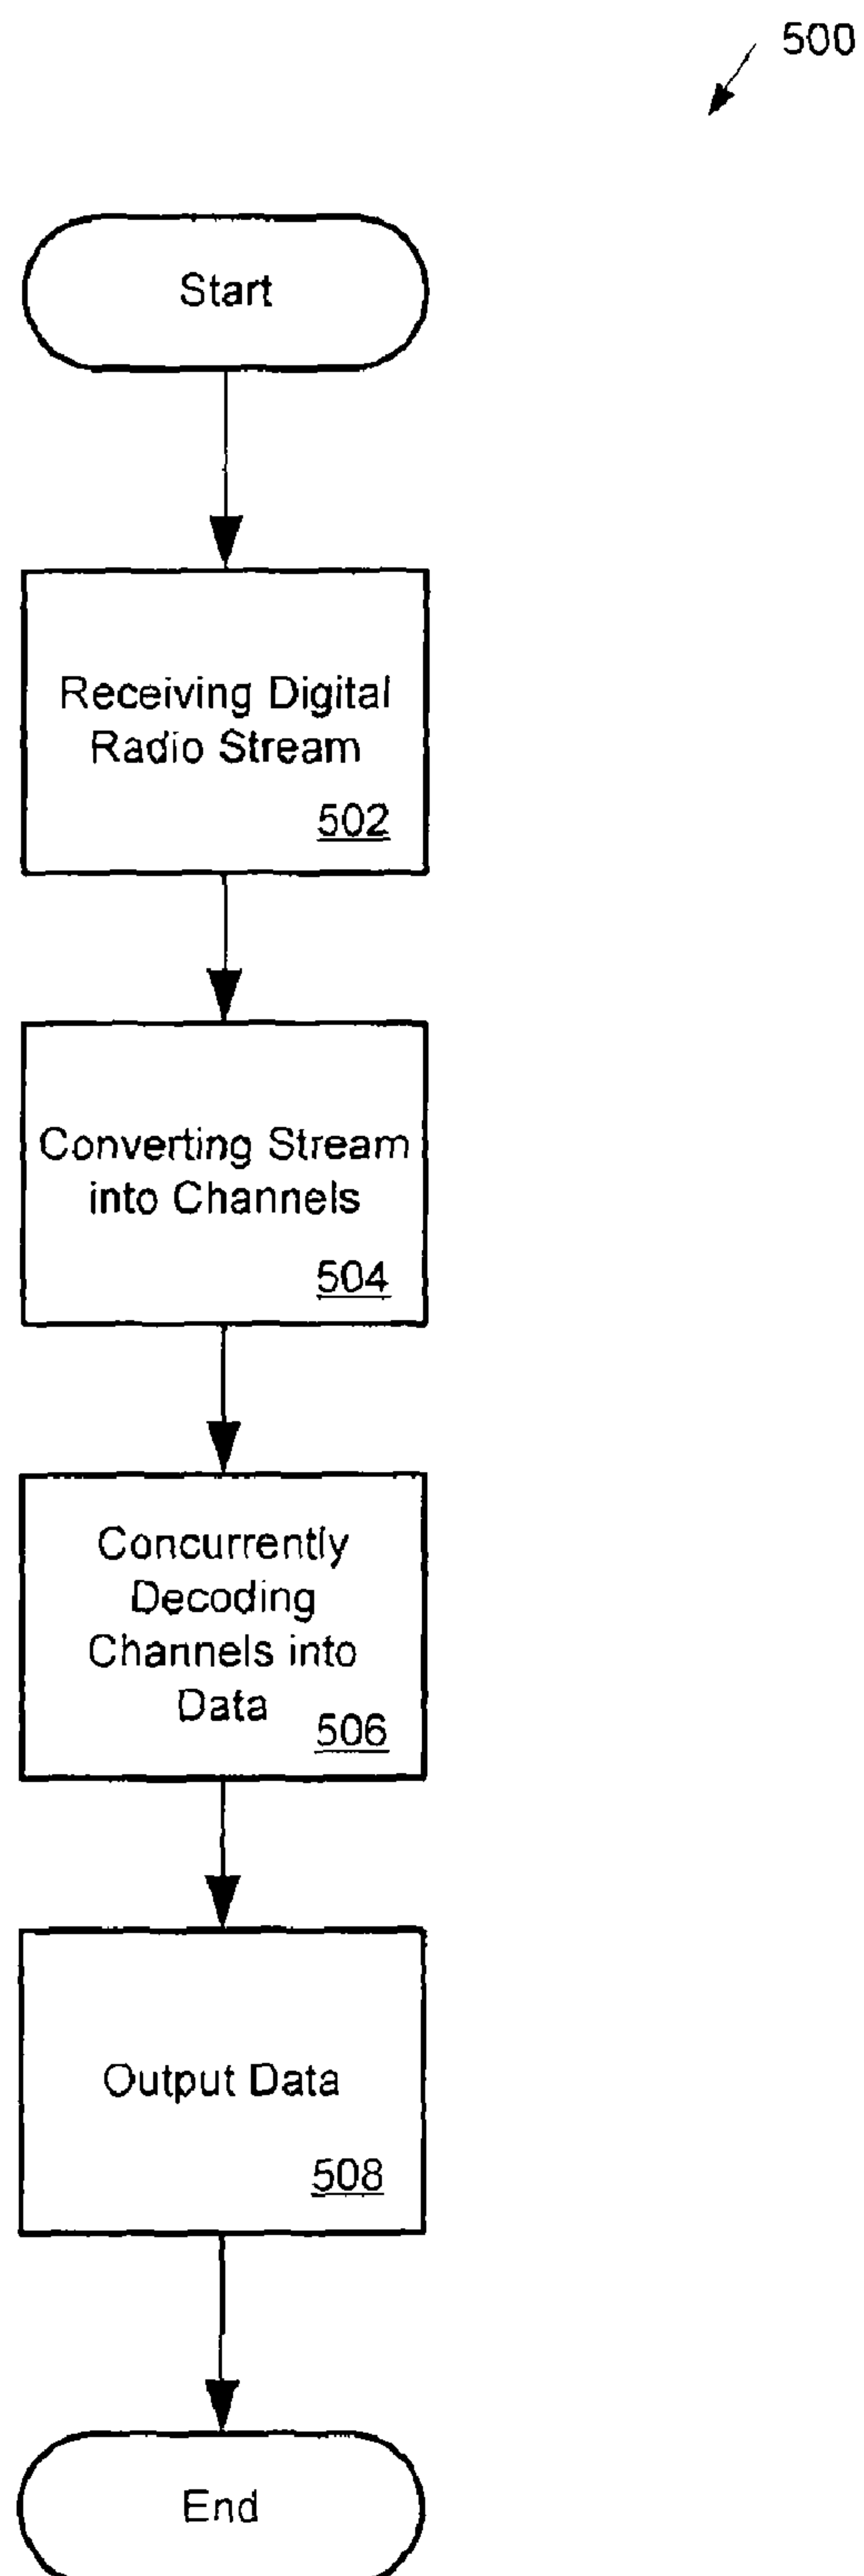 500
Start
Receiving Digital
Radio Stream
502
Converting Stream
into Channels
504
Concurrently
Decoding
Channels into
Data
506
Output Data
508
End